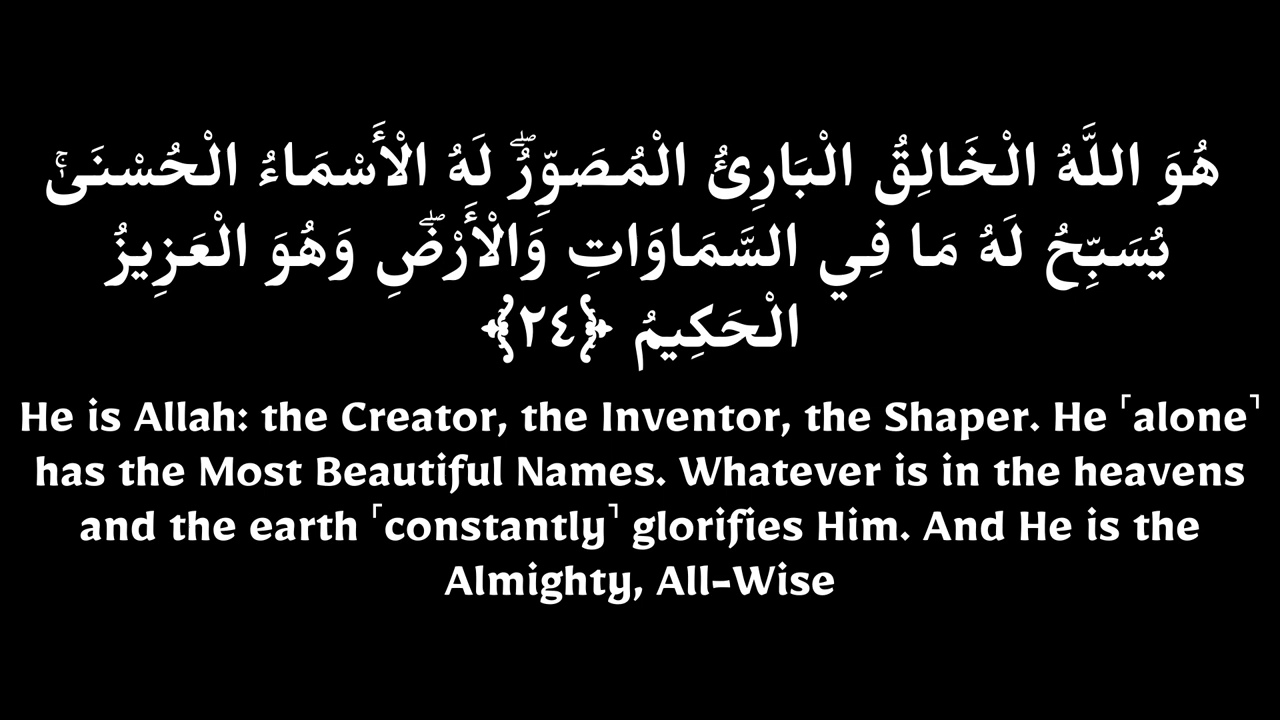 هُوَ اللَّهُ الْخَالِقُ الْبَارِئُ الْمُصَوِّرُ ۖ لَهُ الْأَسْمَاءُ الْحُسْنَىٰ ۚ
يُسَبِّحُ لَهُ مَا فِي السَّمَاوَاتِ وَالْأَرْضِ ۖ وَهُوَ الْعَزِيزُ
الْحَكِيمُ ﴿٢٤﴾
He is Allah: the Creator, the Inventor, the Shaper. He ˹alone˺
has the Most Beautiful Names. Whatever is in the heavens
and the earth ˹constantly˺ glorifies Him. And He is the
Almighty, All-Wise